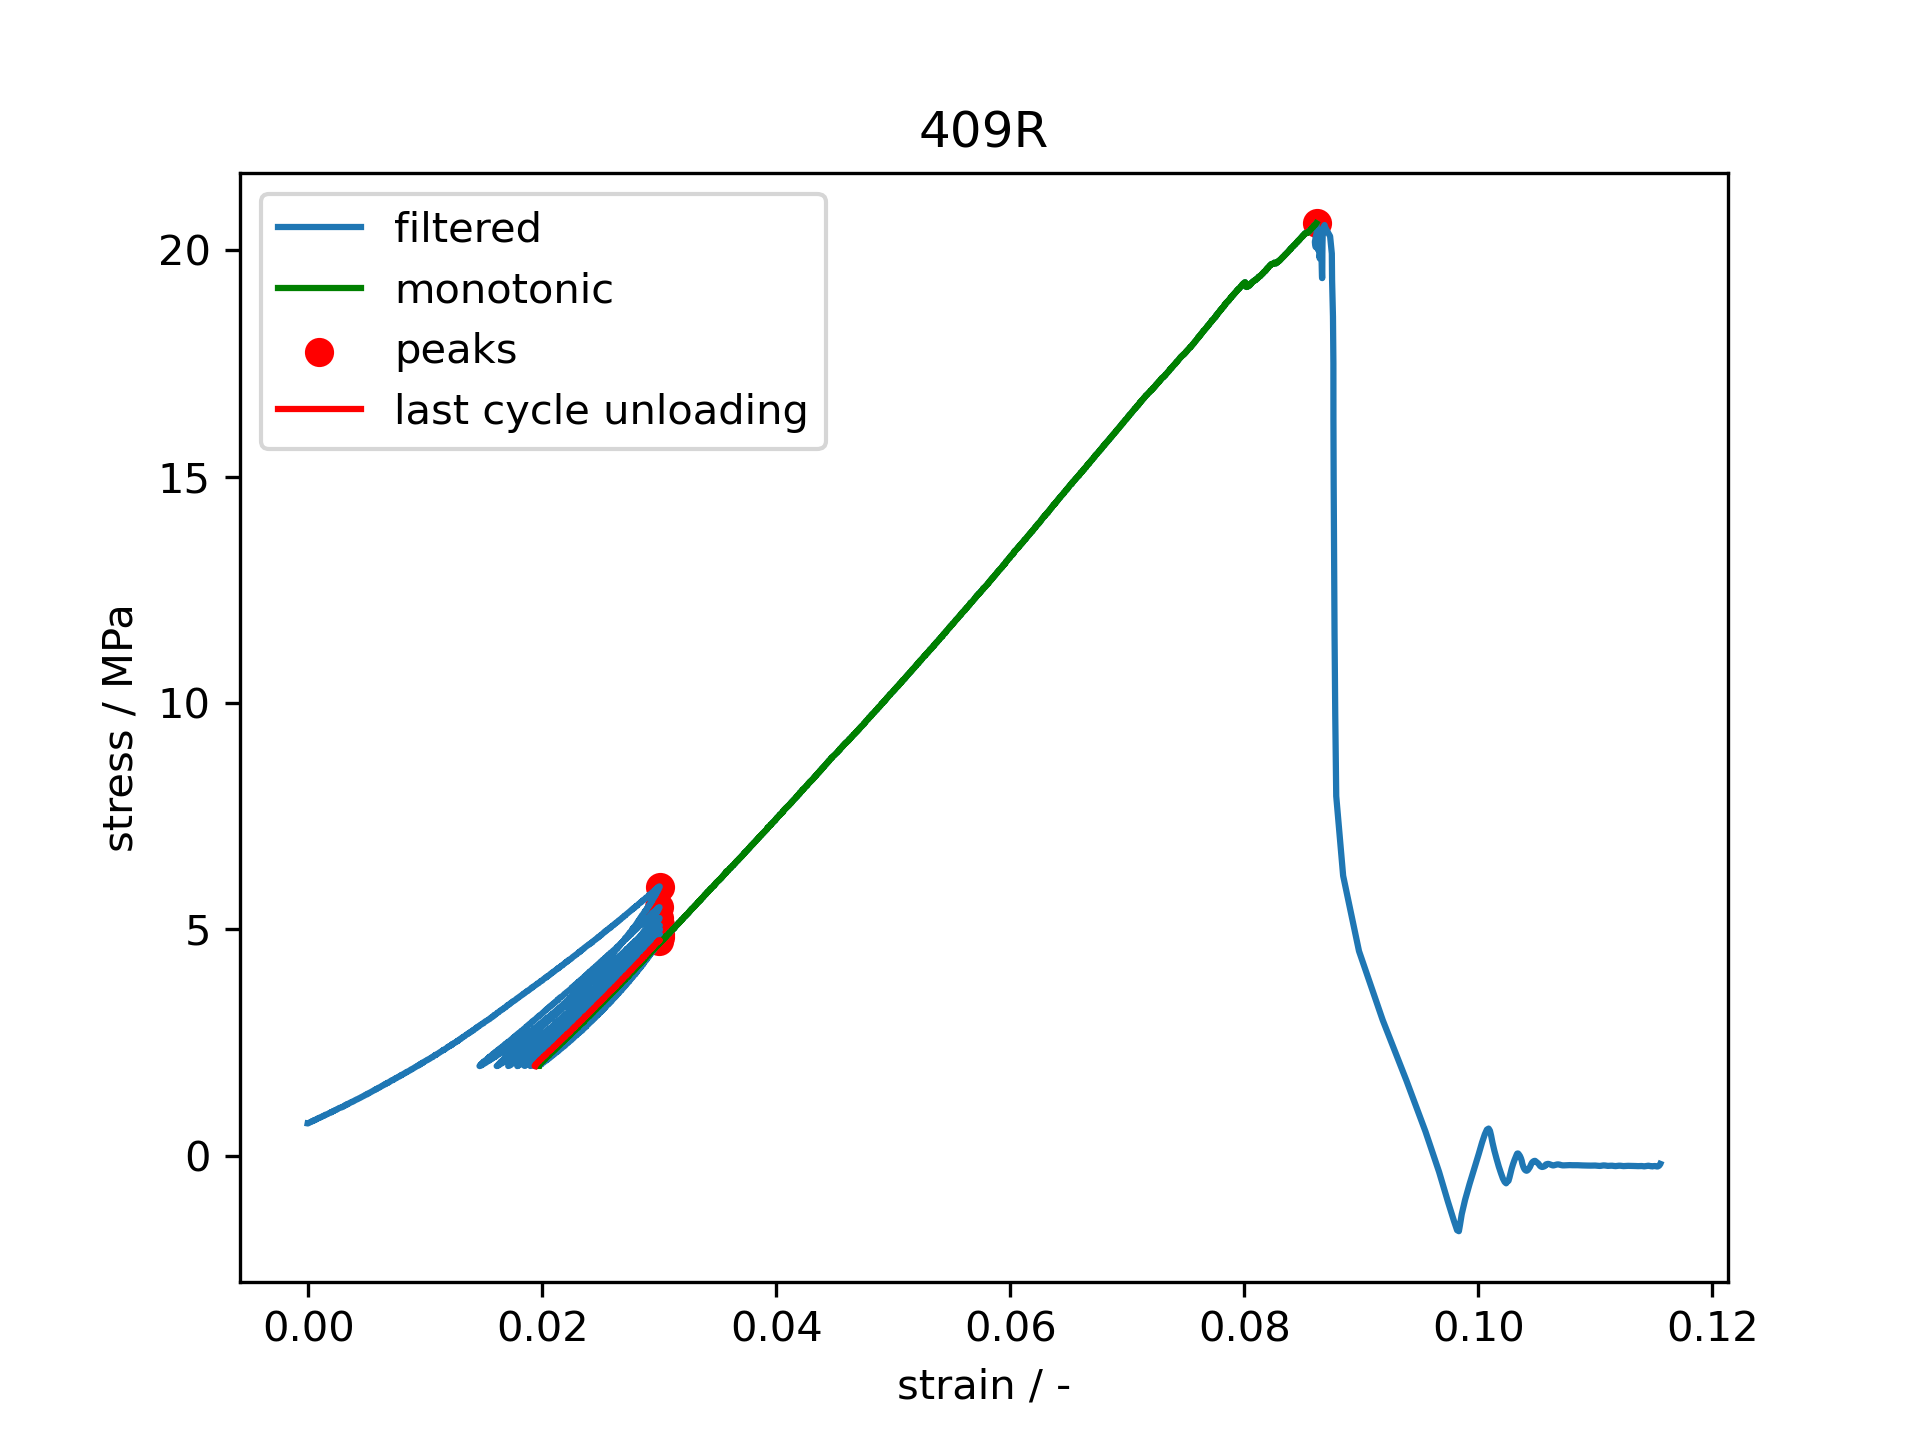 409R
filtered
monotonic
peaks
last cycle unloading
20
15
10
5
0
stress / MPa
0.00 0.02 0.04 0.06 0.08 0.10 0.12
strain / -